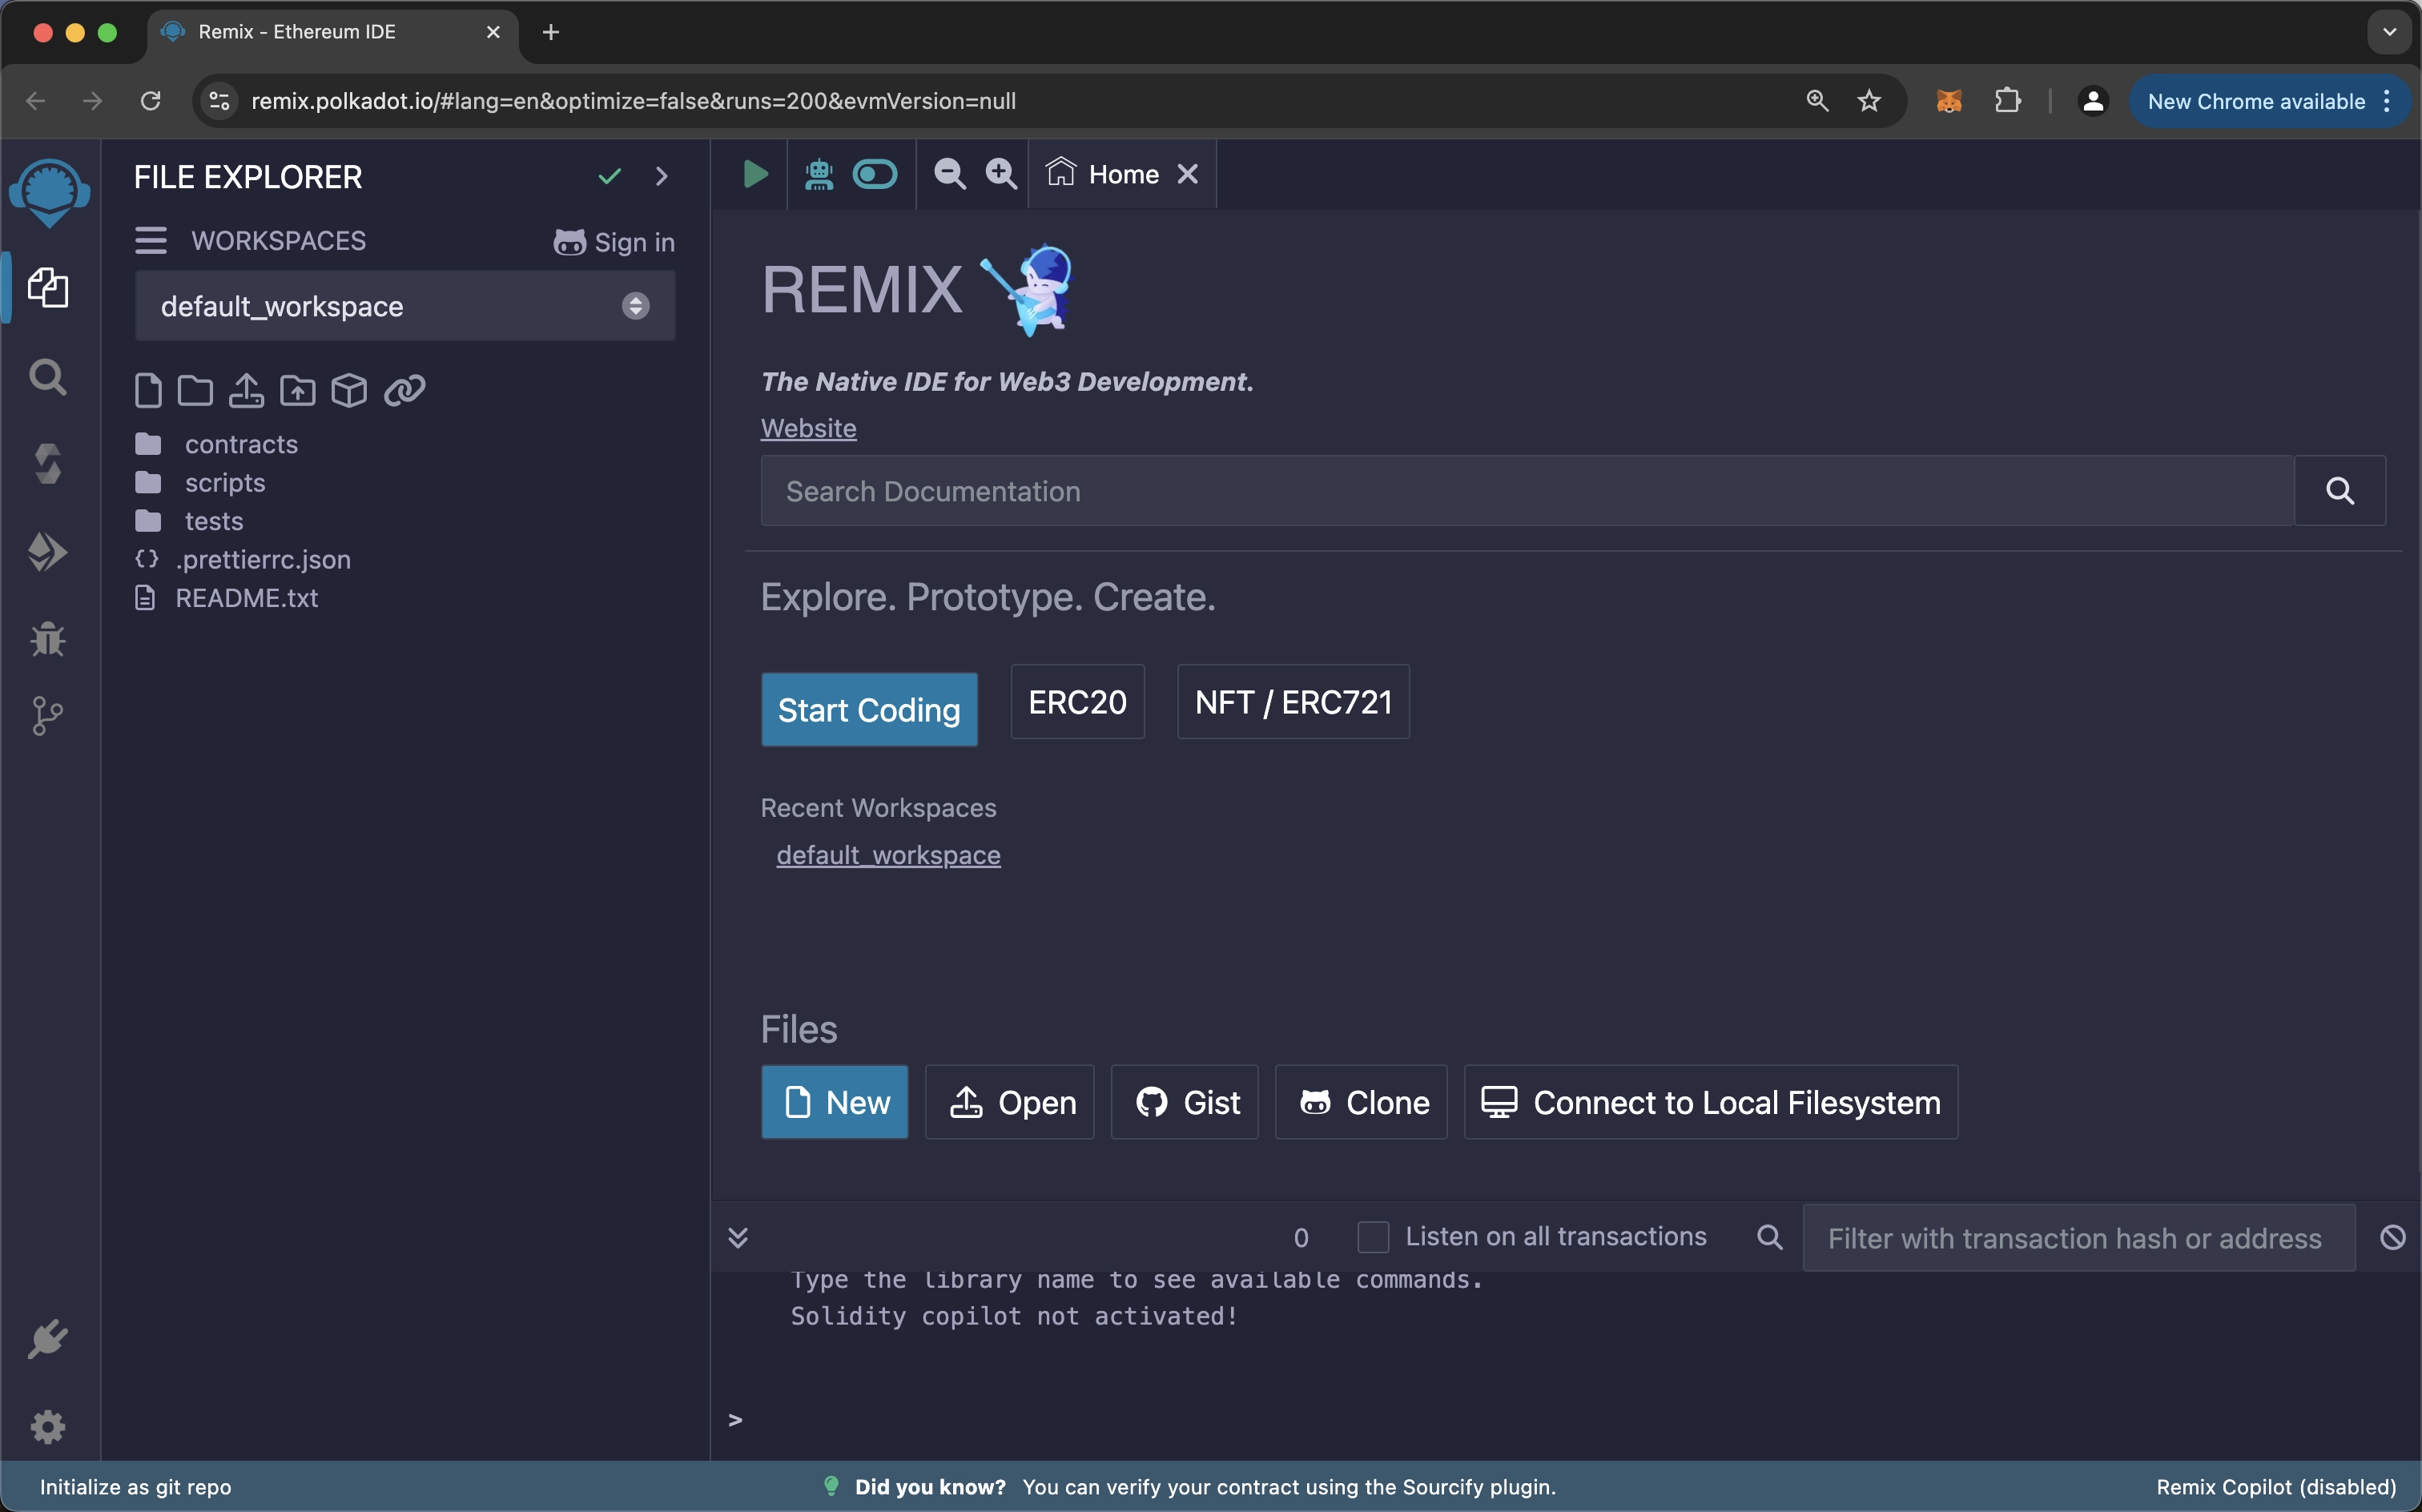 Remix - Ethereum IDE
remix.polkadot.io/#lang=en&optimize=false&runs=200&evmVersion=null
New Chrome available
FILE EXPLORER
WORKSPACES
Sign in
default_workspace
contracts
scripts
tests
.prettierrc.json
README.txt
Home
REMIX
The Native IDE for Web3 Development.
Website
Search Documentation
Explore. Prototype. Create.
Start Coding
ERC20
NFT / ERC721
Recent Workspaces
default_workspace
Files
New
Open
Gist
Clone
Connect to Local Filesystem
0
Listen on all transactions
Filter with transaction hash or address
Type the library name to see available commands.
Solidity copilot not activated!
>
Initialize as git repo
Did you know? You can verify your contract using the Sourcify plugin.
Remix Copilot (disabled)